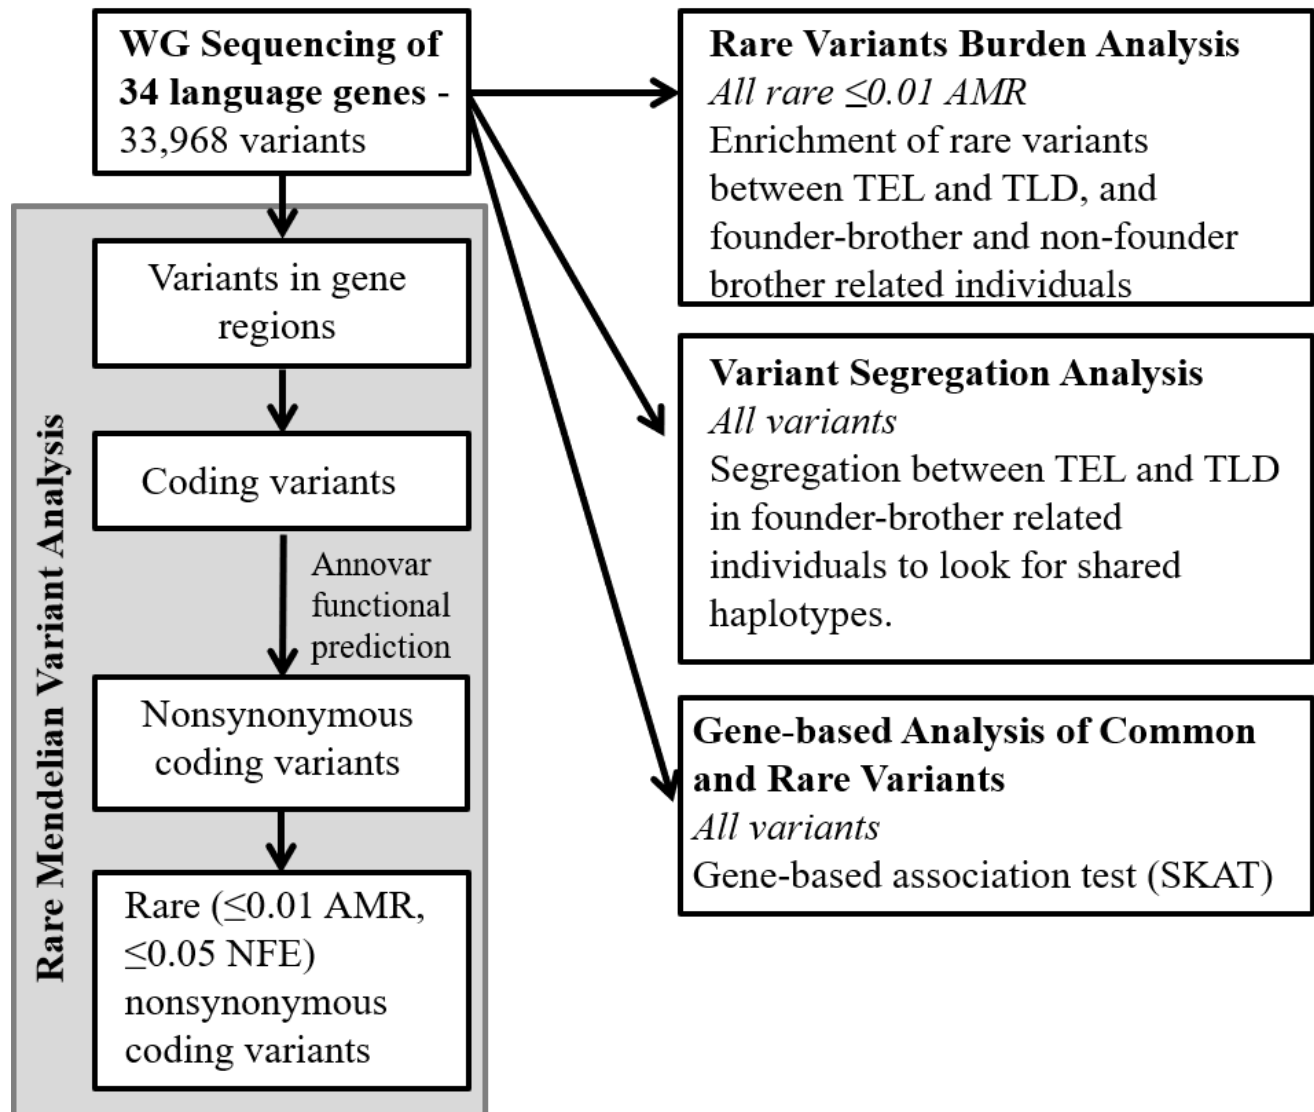 WG Sequencing of
34 language genes -
33,968 variants
Rare Mendelian Variant Analysis
Variants in gene
regions
Coding variants
Annovar
functional
prediction
Nonsynonymous
coding variants
Rare (≤0.01 AMR,
≤0.05 NFE)
nonsynonymous
coding variants
Rare Variants Burden Analysis
All rare ≤0.01 AMR
Enrichment of rare variants
between TEL and TLD, and
founder-brother and non-founder
brother related individuals
Variant Segregation Analysis
All variants
Segregation between TEL and TLD
in founder-brother related
individuals to look for shared
haplotypes.
Gene-based Analysis of Common
and Rare Variants
All variants
Gene-based association test (SKAT)